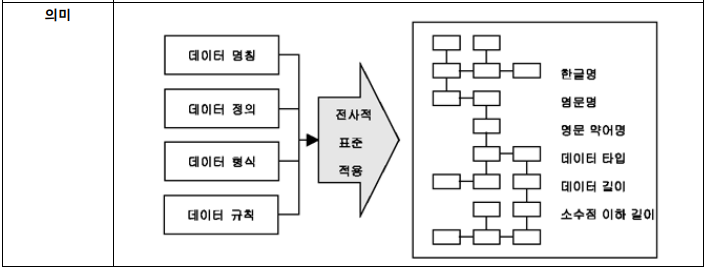 의미
데이터 명칭
데이터 정의
데이터 형식
데이터 규칙
전사적
표준
적용
한글명
영문명
영문 약어명
데이터 타입
데이터 길이
소수점 이하 길이